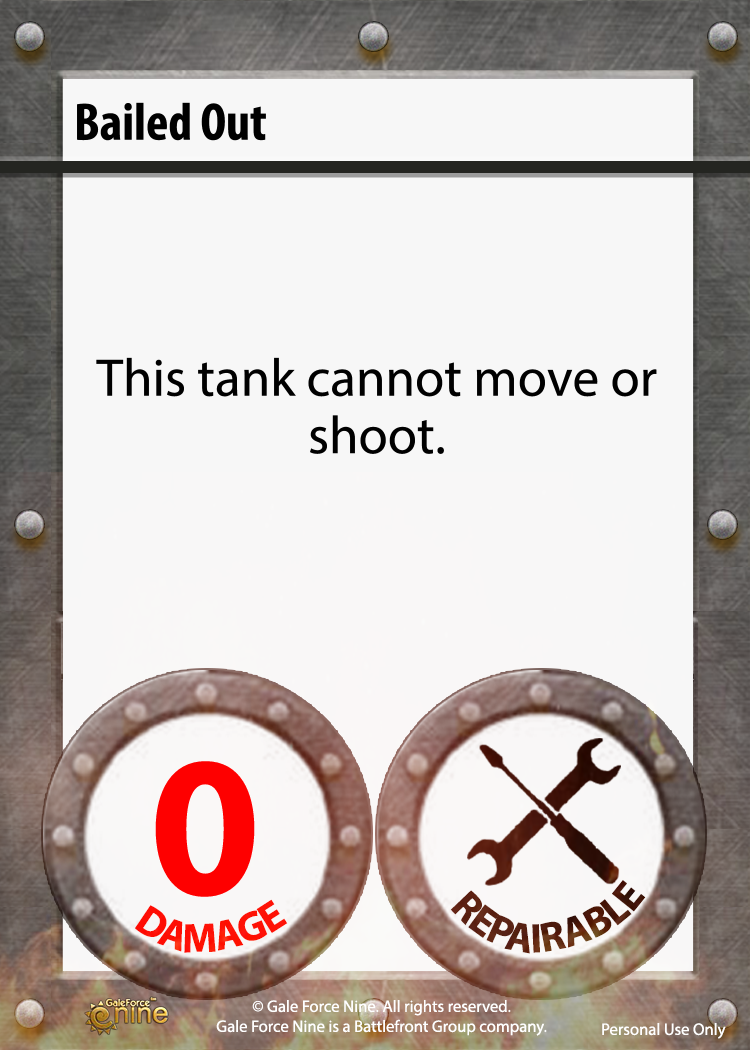 Bailed Out
This tank cannot move or
shoot.
0
DAMAGE
REPAIRABLE
GaleForce™
nine
© Gale Force Nine. All rights reserved.
Gale Force Nine is a Battlefront Group company.
Personal Use Only